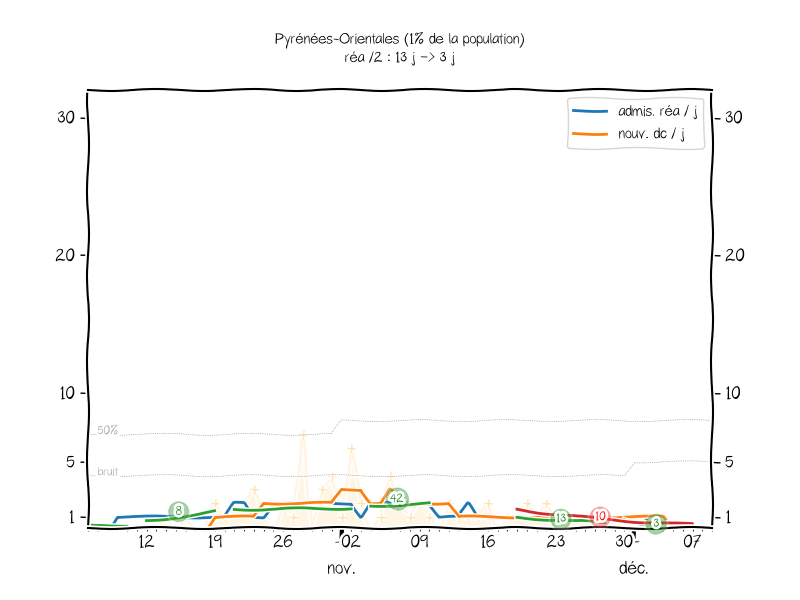 Pyrénées-Orientales (1% de la population)
réa /2 : 13 j -> 3 j
admis. réa / j
nouv. dc / j
30 30
20 20
10 10
50%
5 5
bruit
1 1
8 42 13 10 3
12 19 26 02 09 16 23 30 07
nov. déc.